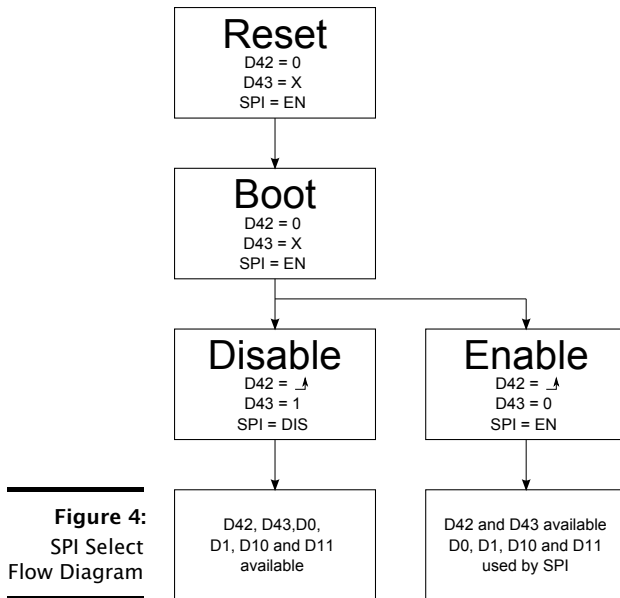 Reset
D42 = 0
D43 = X
SPI = EN
Boot
D42 = 0
D43 = X
SPI = EN
Disable
D42 =
D43 = 1
SPI = DIS
Enable
D42 =
D43 = 0
SPI = EN
D42, D43,D0,
D1, D10 and D11
available
D42 and D43 available
D0, D1, D10 and D11
used by SPI
Figure 4:
SPI Select
Flow Diagram